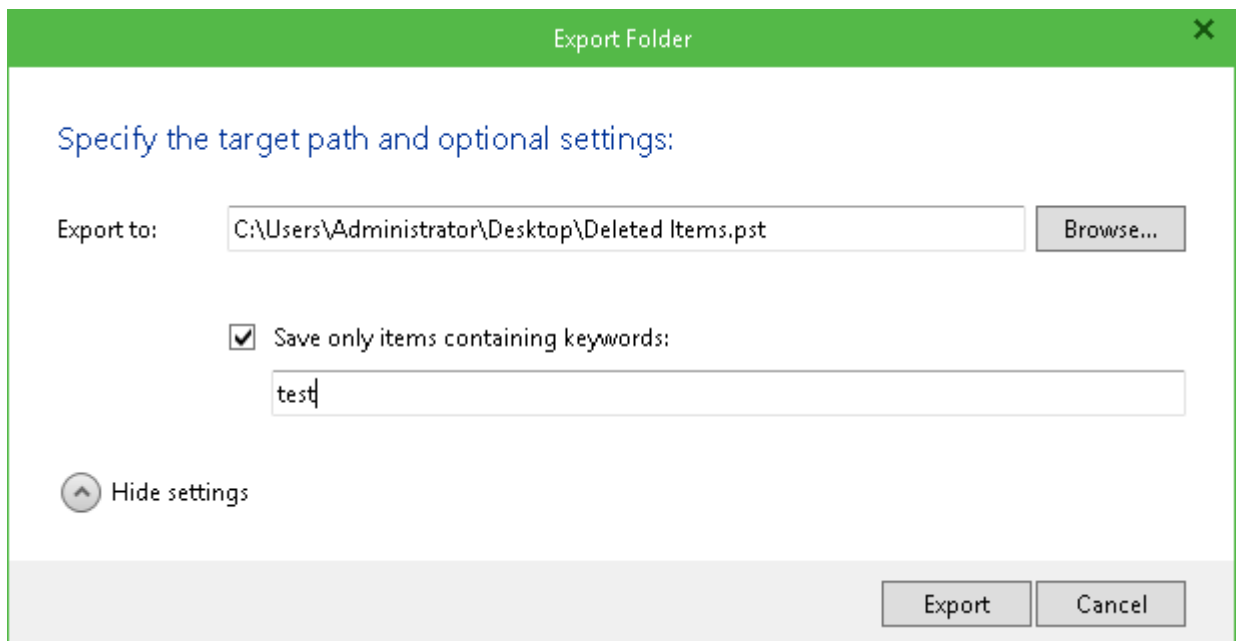 Export Folder
Specify the target path and optional settings:
Export to: C:\Users\Administrator\Desktop\Deleted Items.pst Browse...
Save only items containing keywords:
test
Hide settings
Export Cancel